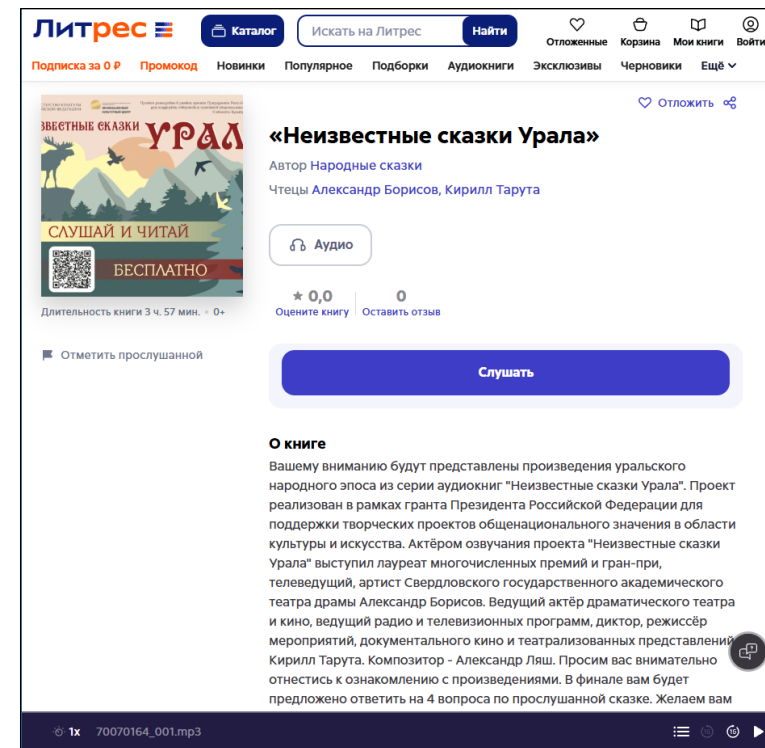 Литрес
Каталог
Искать на Литрес
Найти
Отложенные
Корзина
Мои книги
Войти
Подписка за 0 ₽
Промокод
Новинки
Популярное
Подборки
Аудиокниги
Эксклюзивы
Черновики
Ещё
Отложить
ЗВЕСТНЫЕ СКАЗКИ
УРАЛ
СЛУШАЙ И ЧИТАЙ
БЕСПЛАТНО
Длительность книги 3 ч. 57 мин. • 0+
Отметить прослушанной
«Неизвестные сказки Урала»
Автор Народные сказки
Чтецы Александр Борисов, Кирилл Тарута
Аудио
0,0
Оцените книгу
0
Оставить отзыв
Слушать
О книге
Вашему вниманию будут представлены произведения уральского
народного эпоса из серии аудиокниг "Неизвестные сказки Урала". Проект
реализован в рамках гранта Президента Российской Федерации для
поддержки творческих проектов общенационального значения в области
культуры и искусства. Актёром озвучания проекта "Неизвестные сказки
Урала" выступил лауреат многочисленных премий и гран-при,
телеведущий, артист Свердловского государственного академического
театра драмы Александр Борисов. Ведущий актёр драматического театра
и кино, ведущий радио и телевизионных программ, диктор, режиссёр
мероприятий, документального кино и театрализованных представлений
Кирилл Тарута. Композитор - Александр Ляш. Просим вас внимательно
отнестись к ознакомлению с произведениями. В финале вам будет
предложено ответить на 4 вопроса по прослушанной сказке. Желаем вам
1x
70070164_001.mp3